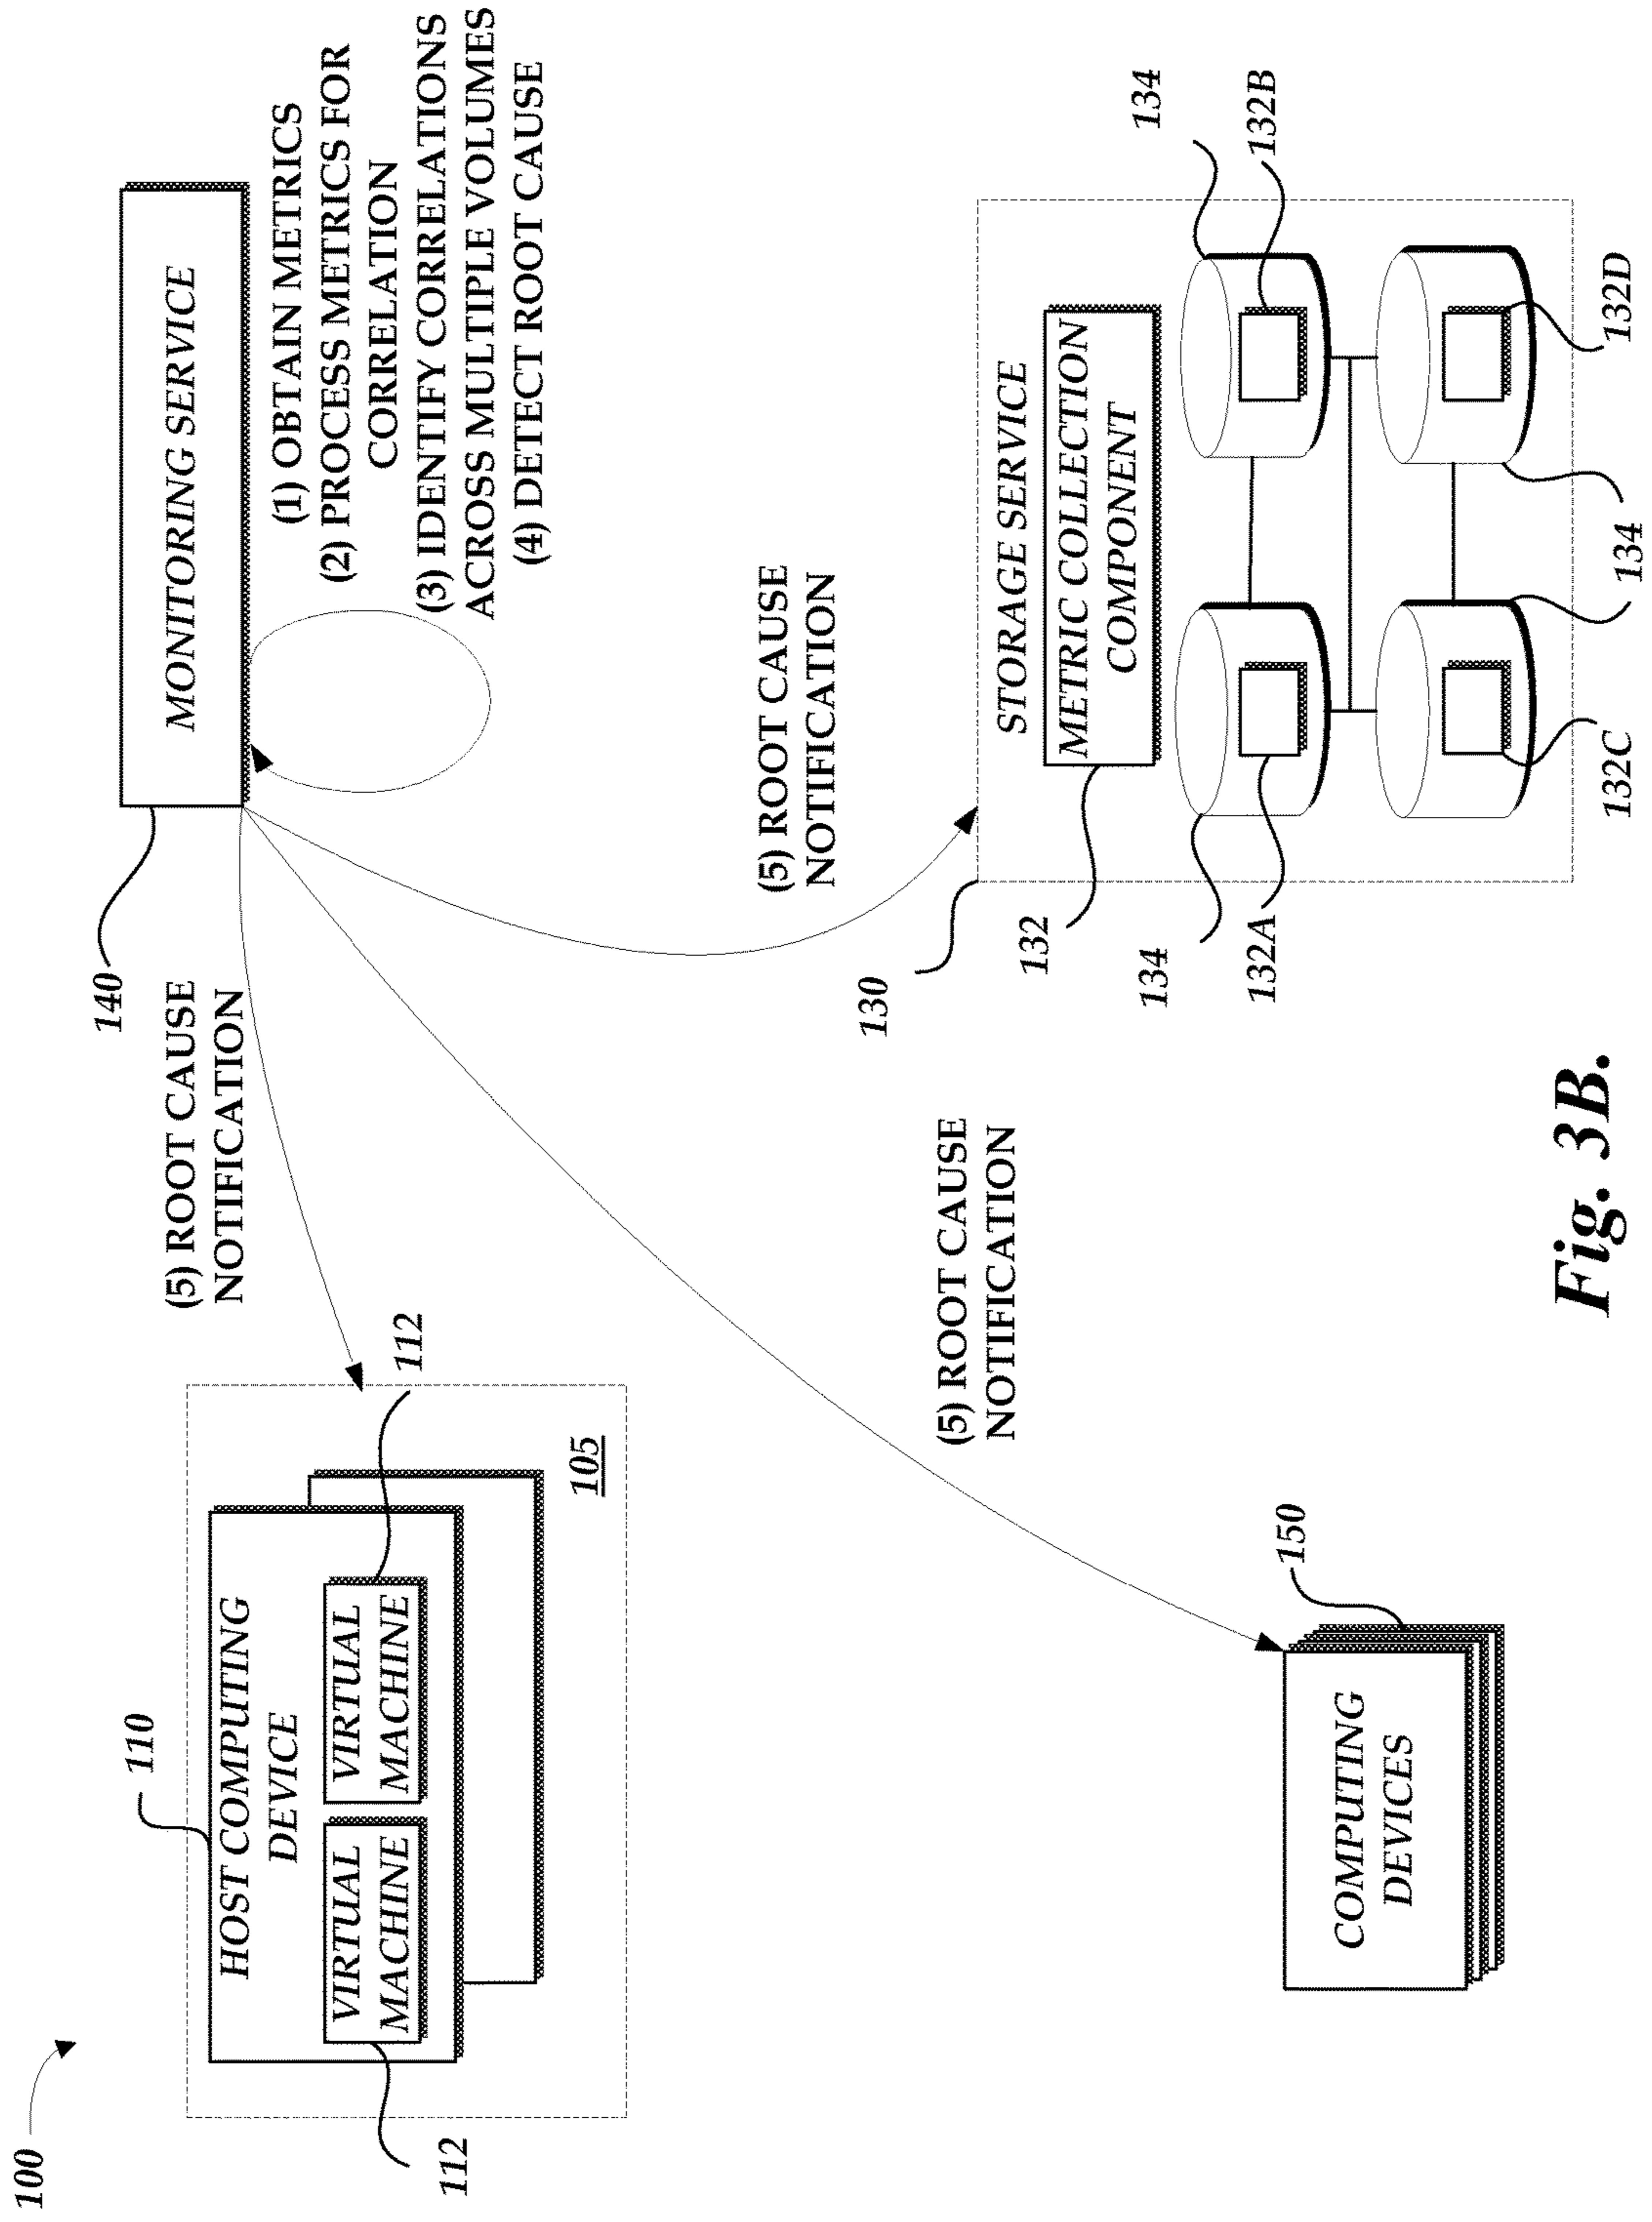 100
110
HOST COMPUTING
DEVICE
VIRTUAL
MACHINE
VIRTUAL
MACHINE
112
112
105
(5) ROOT CAUSE
NOTIFICATION
140
MONITORING SERVICE
(1) OBTAIN METRICS
(2) PROCESS METRICS FOR
CORRELATION
(3) IDENTIFY CORRELATIONS
ACROSS MULTIPLE VOLUMES
(4) DETECT ROOT CAUSE
(5) ROOT CAUSE
NOTIFICATION
(5) ROOT CAUSE
NOTIFICATION
150
COMPUTING
DEVICES
130
STORAGE SERVICE
132
METRIC COLLECTION
COMPONENT
134
134
132A
132B
132C
134
132D
Fig. 3B.